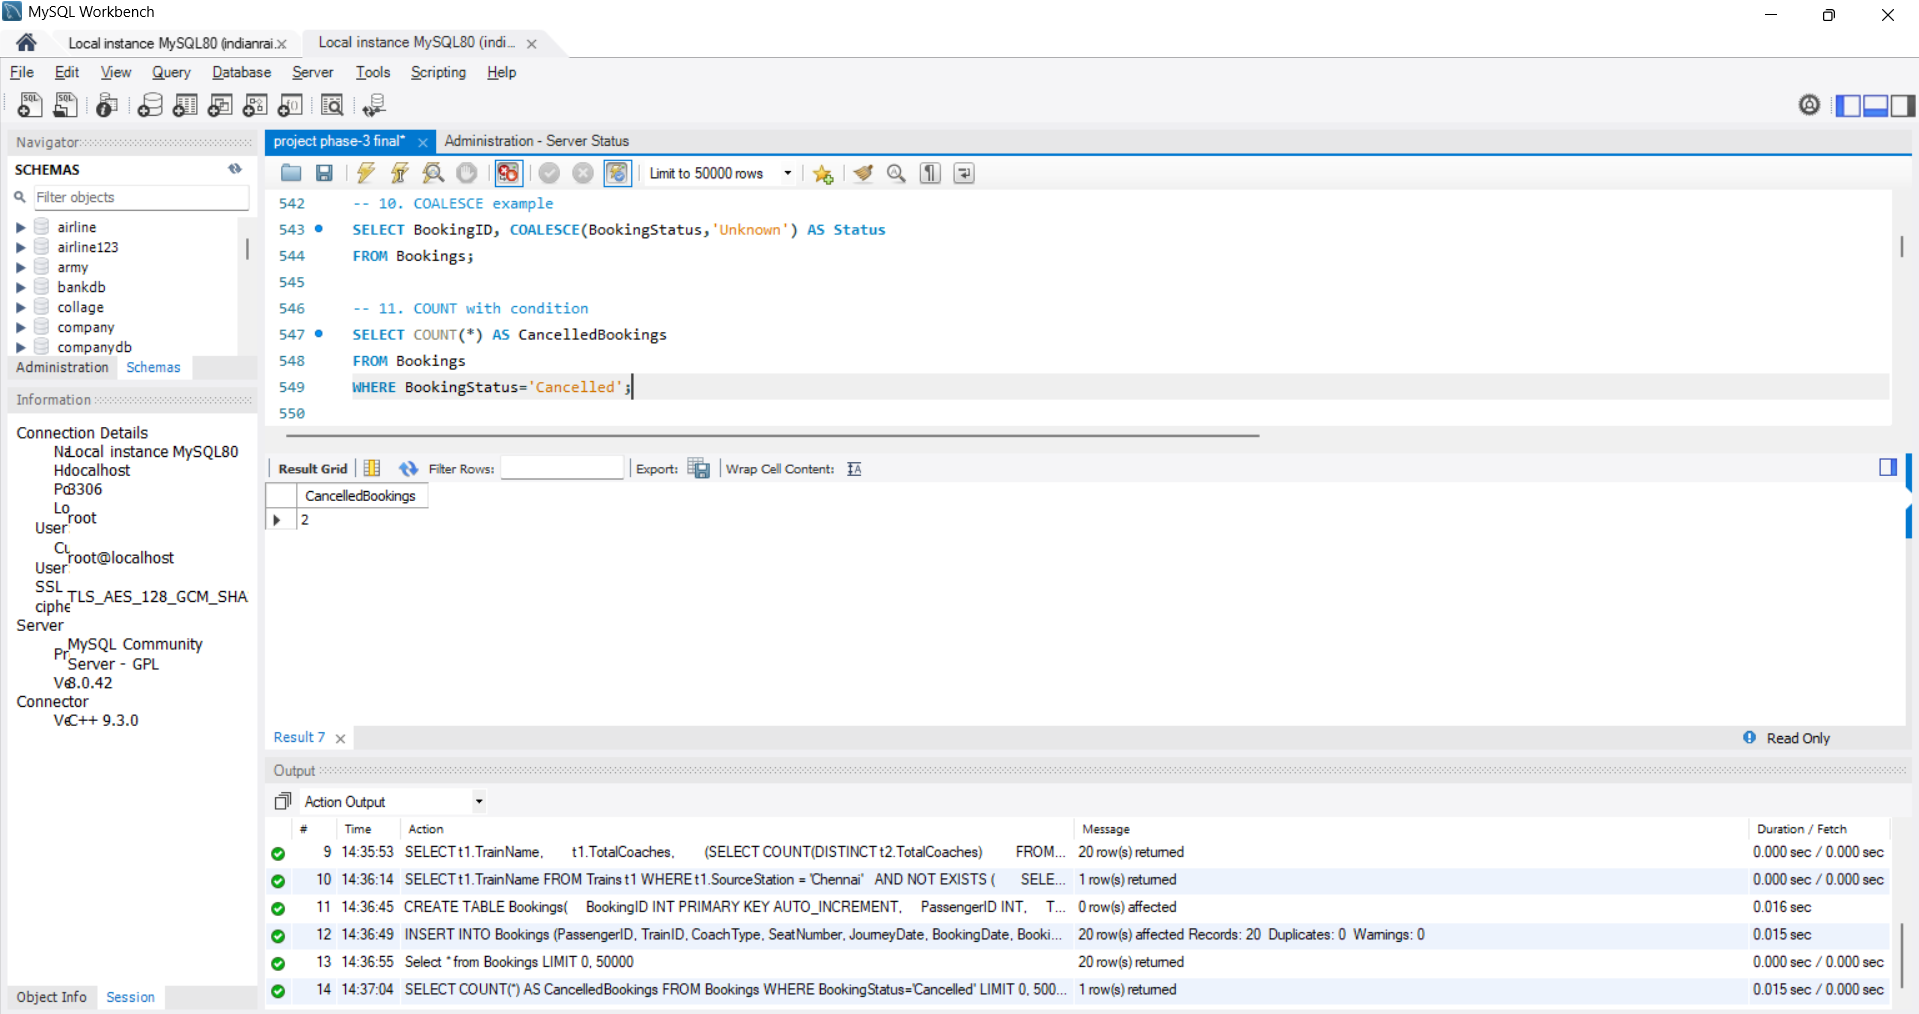 MySQL Workbench
Local instance MySQL80 (indianrai.x
Local instance MySQL80 (indi... x
File Edit View Query Database Server Tools Scripting Help
Navigator
project phase-3 final*
Administration - Server Status
SCHEMAS
Limit to 50000 rows
Filter objects
airline
airline123
army
bankdb
collage
company
companydb
542 -- 10. COALESCE example
543 SELECT BookingID, COALESCE(BookingStatus,'Unknown') AS Status
544 FROM Bookings;
545
546 -- 11. COUNT with condition
547 SELECT COUNT(*) AS CancelledBookings
548 FROM Bookings
549 WHERE BookingStatus='Cancelled';
550
Administration Schemas
Information
Connection Details
Local instance MySQL80
localhost
3306
Lo
User root
Cu
User root@localhost
SSL
ciphe TLS_AES_128_GCM_SHA
Server
Pr MySQL Community
Server - GPL
8.0.42
Connector
C++ 9.3.0
Object Info Session
Result Grid Filter Rows: Export: Wrap Cell Content:
CancelledBookings
2
Result 7
Read Only
Output
Action Output
# Time Action Message Duration / Fetch
9 14:35:53 SELECT t1.TrainName, t1.TotalCoaches, (SELECT COUNT(DISTINCT t2.TotalCoaches) FROM... 20 row(s) returned 0.000 sec / 0.000 sec
10 14:36:14 SELECT t1.TrainName FROM Trains t1 WHERE t1.SourceStation = 'Chennai' AND NOT EXISTS ( SELE... 1 row(s) returned 0.000 sec / 0.000 sec
11 14:36:45 CREATE TABLE Bookings( BookingID INT PRIMARY KEY AUTO_INCREMENT, PassengerID INT, T... 0 row(s) affected 0.016 sec
12 14:36:49 INSERT INTO Bookings (PassengerID, TrainID, CoachType, SeatNumber, JourneyDate, BookingDate, Booki... 20 row(s) affected Records: 20 Duplicates: 0 Warnings: 0 0.015 sec
13 14:36:55 Select * from Bookings LIMIT 0, 50000 20 row(s) returned 0.000 sec / 0.000 sec
14 14:37:04 SELECT COUNT(*) AS CancelledBookings FROM Bookings WHERE BookingStatus='Cancelled' LIMIT 0, 500... 1 row(s) returned 0.015 sec / 0.000 sec